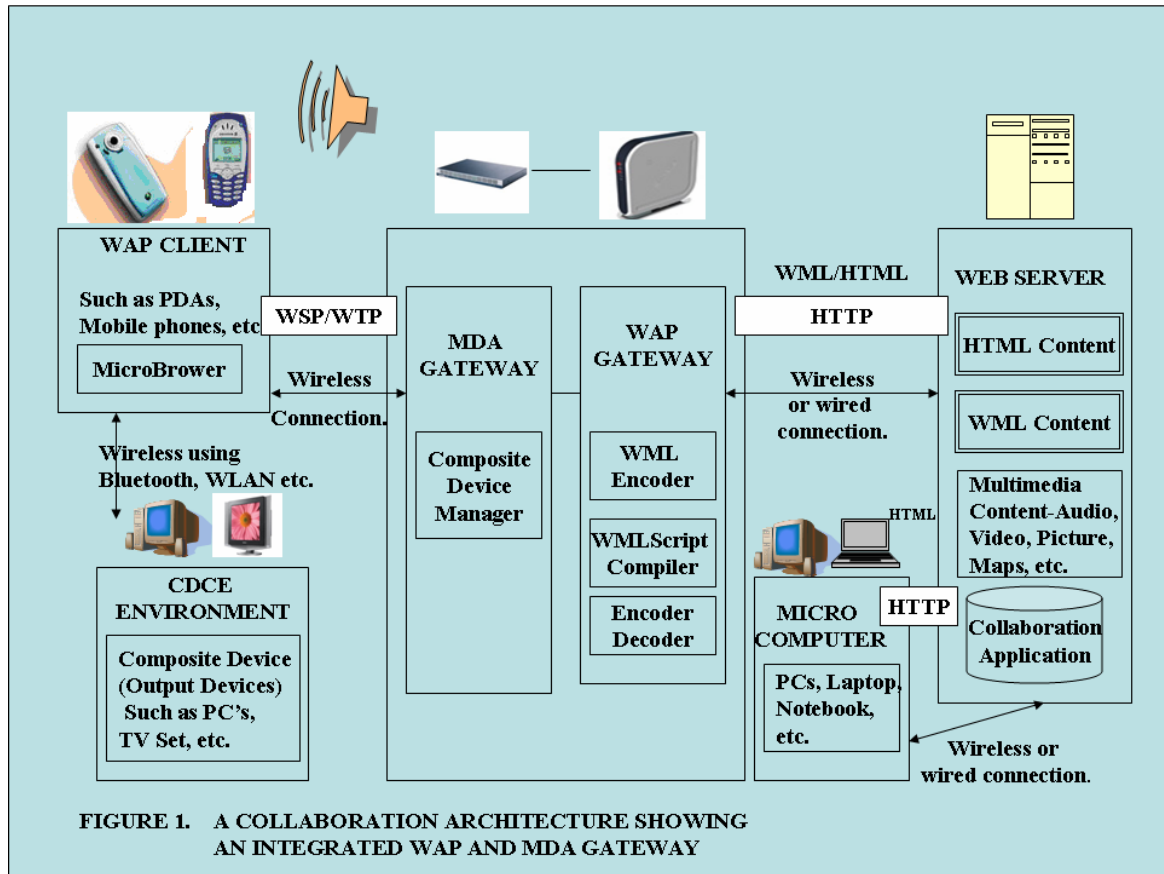 WAP CLIENT
Such as PDAs,
Mobile phones, etc
MicroBrower
WSP/WTP
Wireless
Connection.
Wireless using
Bluetooth, WLAN etc.
CDCE
ENVIRONMENT
Composite Device
(Output Devices)
Such as PC's,
TV Set, etc.
MDA
GATEWAY
Composite
Device
Manager
WAP
GATEWAY
WML
Encoder
WMLScript
Compiler
Encoder
Decoder
WML/HTML
HTTP
Wireless
or wired
connection.
HTML
MICRO
COMPUTER
PCs, Laptop,
Notebook,
etc.
HTTP
WEB SERVER
HTML Content
WML Content
Multimedia
Content-Audio,
Video, Picture,
Maps, etc.
Collaboration
Application
Wireless or
wired connection.
FIGURE 1. A COLLABORATION ARCHITECTURE SHOWING
AN INTEGRATED WAP AND MDA GATEWAY